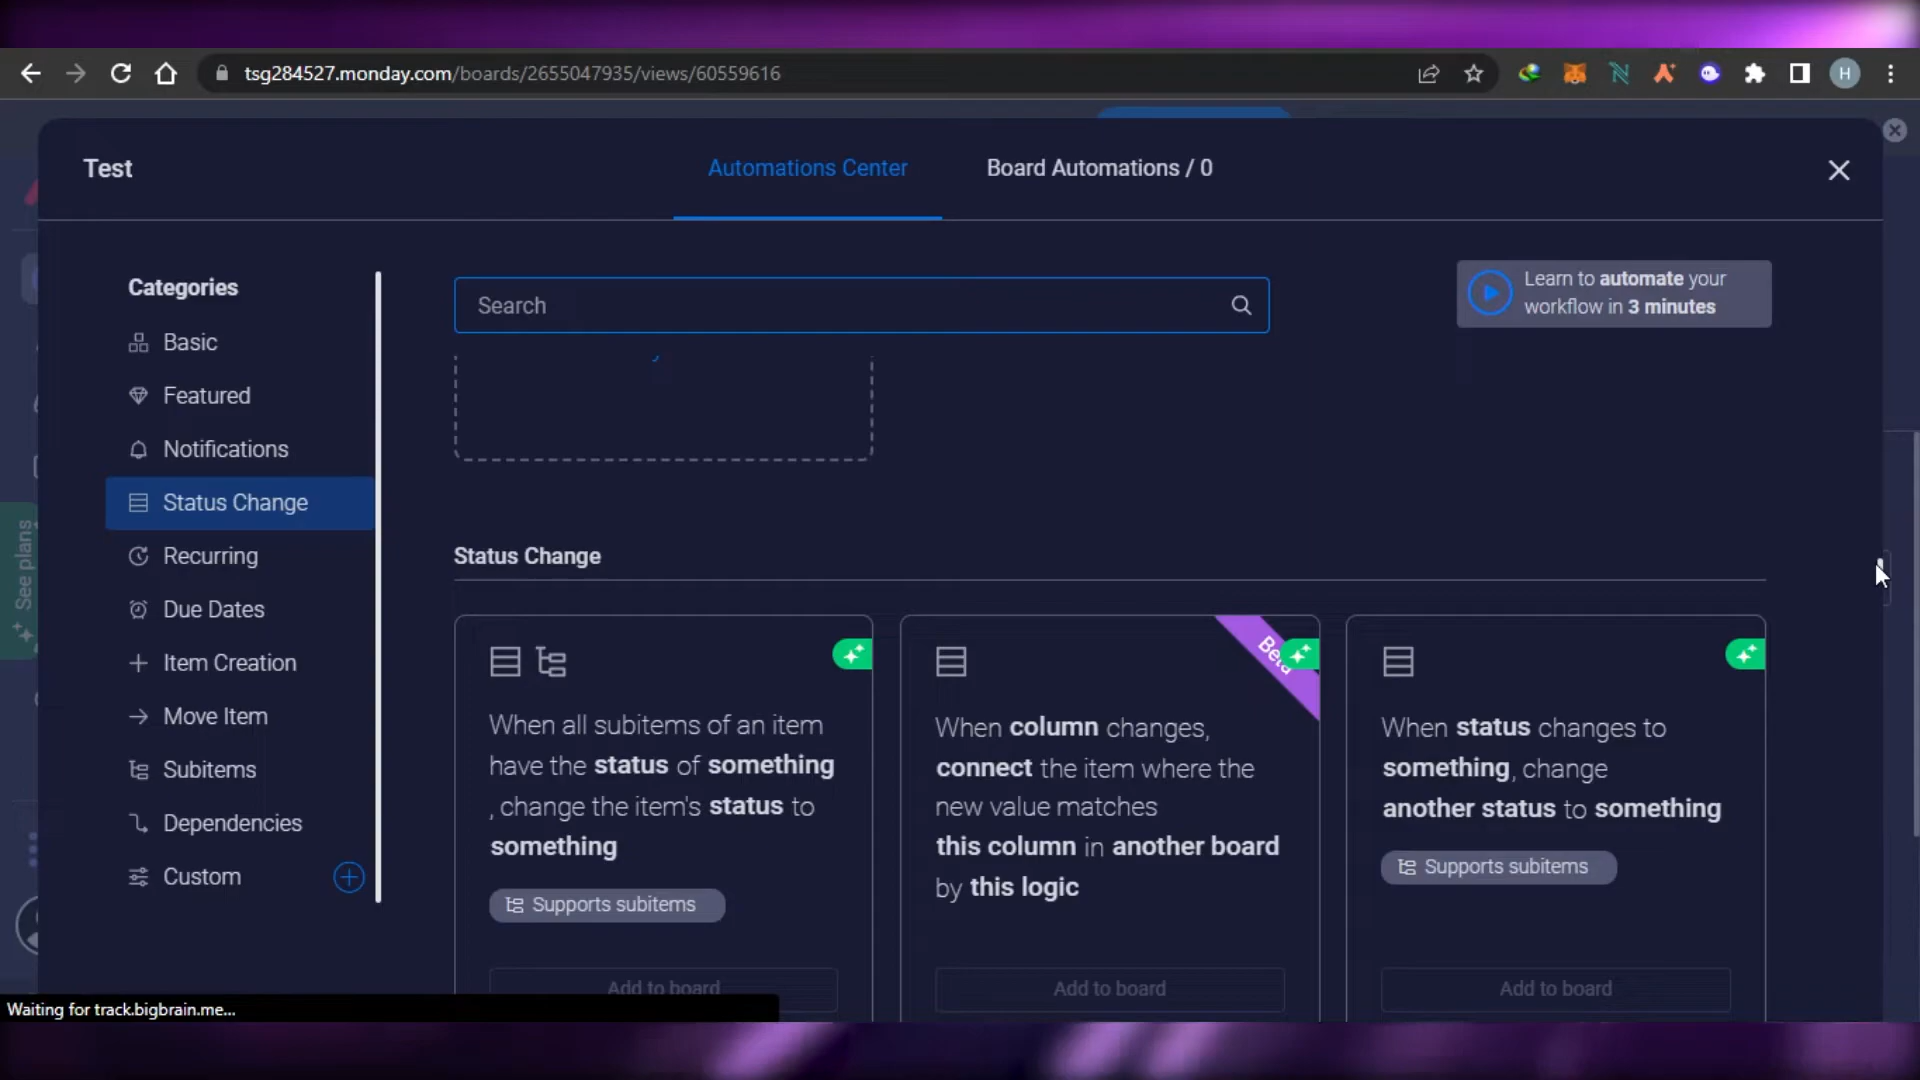 tsg284527.monday.com/boards/2655047935/views/60559616
H
Test
Automations Center
Board Automations / 0
Categories
Basic
Featured
Notifications
Status Change
Recurring
Due Dates
Item Creation
Move Item
Subitems
Dependencies
Custom
Search
Learn to automate your
workflow in 3 minutes
See plans
Status Change
When all subitems of an item
have the status of something
, change the item's status to
something
Supports subitems
Add to board
Beta
When column changes,
connect the item where the
new value matches
this column in another board
by this logic
Add to board
When status changes to
something, change
another status to something
Supports subitems
Add to board
Waiting for track.bigbrain.me...